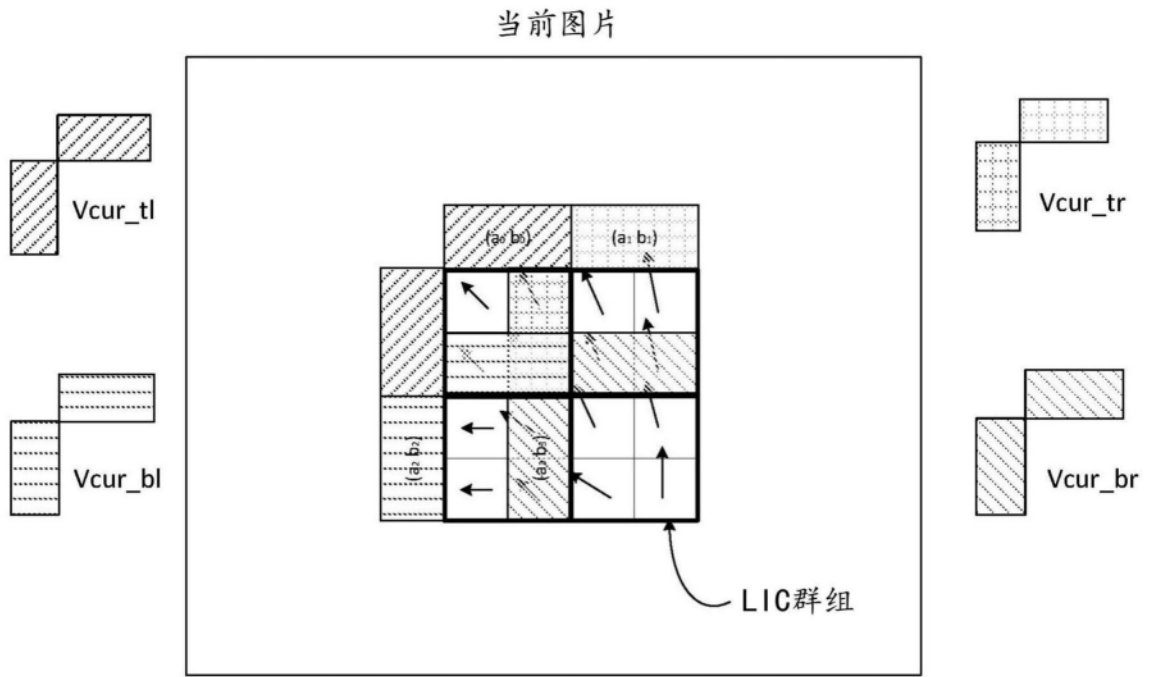 当前图片
Vcur_tl
Vcur_tr
(a₀ b₀)
(a₁ b₁)
Vcur_bl
(a₂ b₂)
(a₃ b₃)
Vcur_br
LIC群组